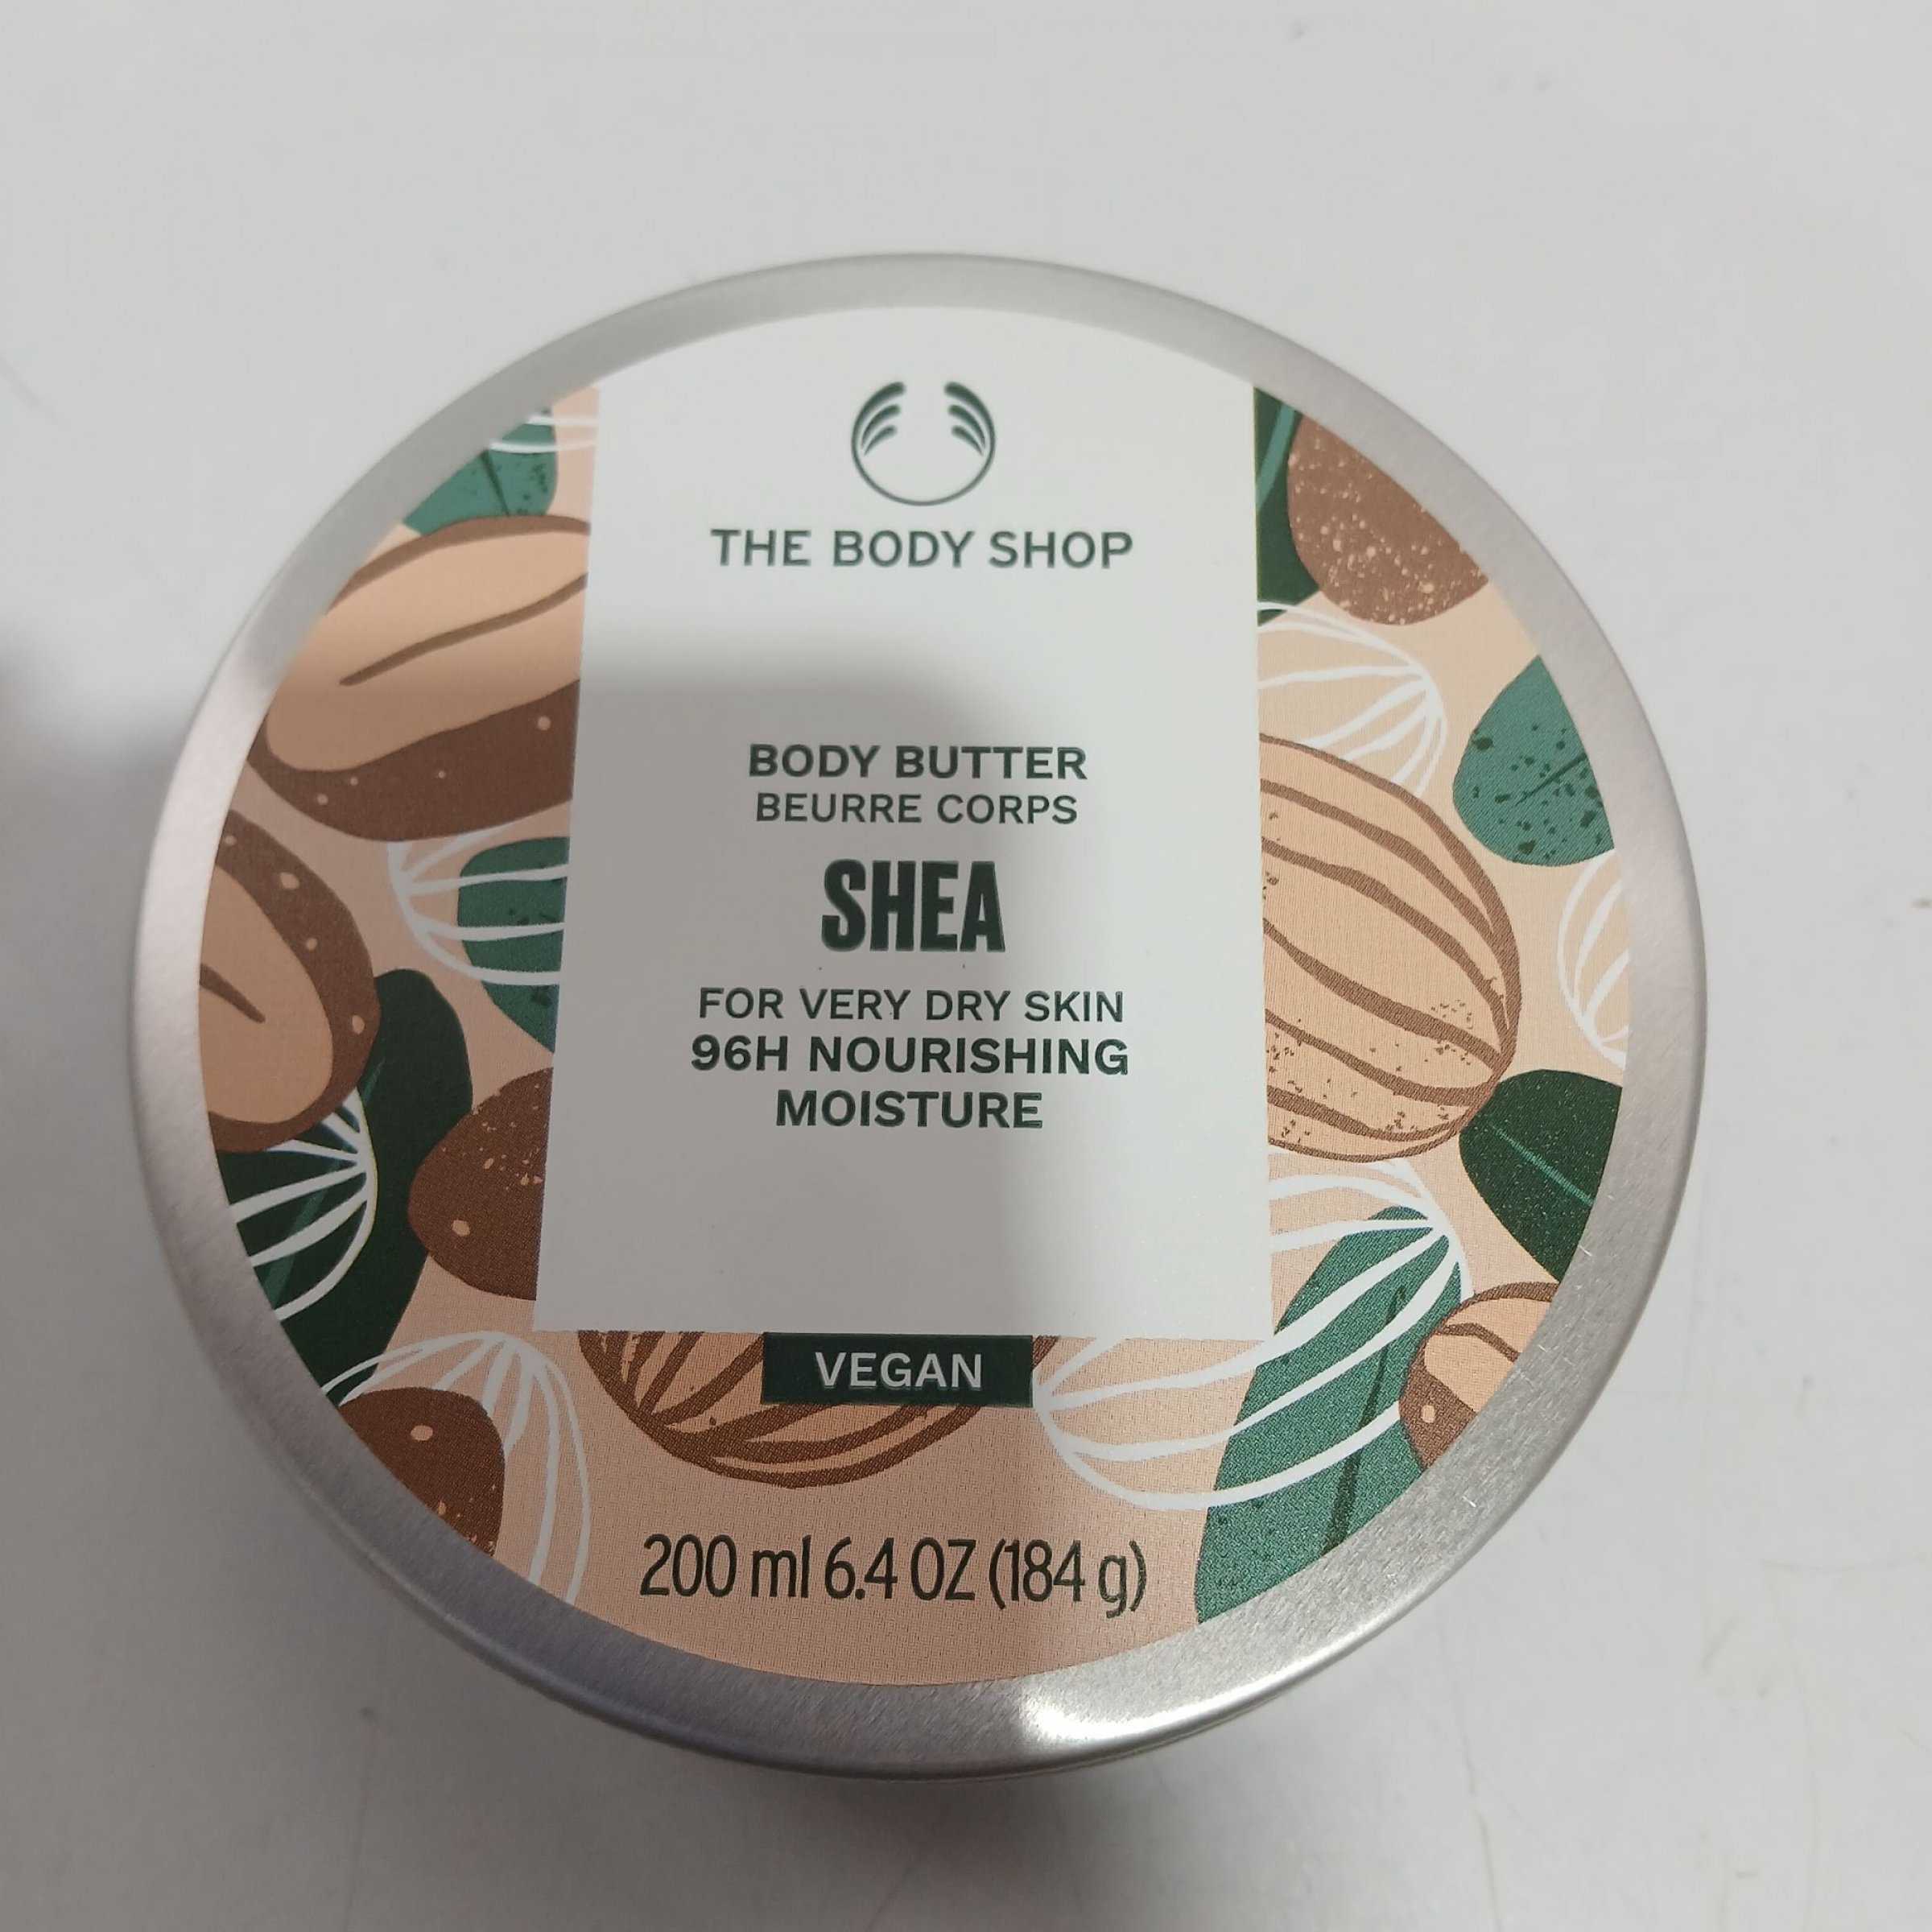 THE BODY SHOP
BODY BUTTER
BEURRE CORPS
SHEA
FOR VERY DRY SKIN
96H NOURISHING
MOISTURE
VEGAN
200 ml 6.4 OZ (184 g)